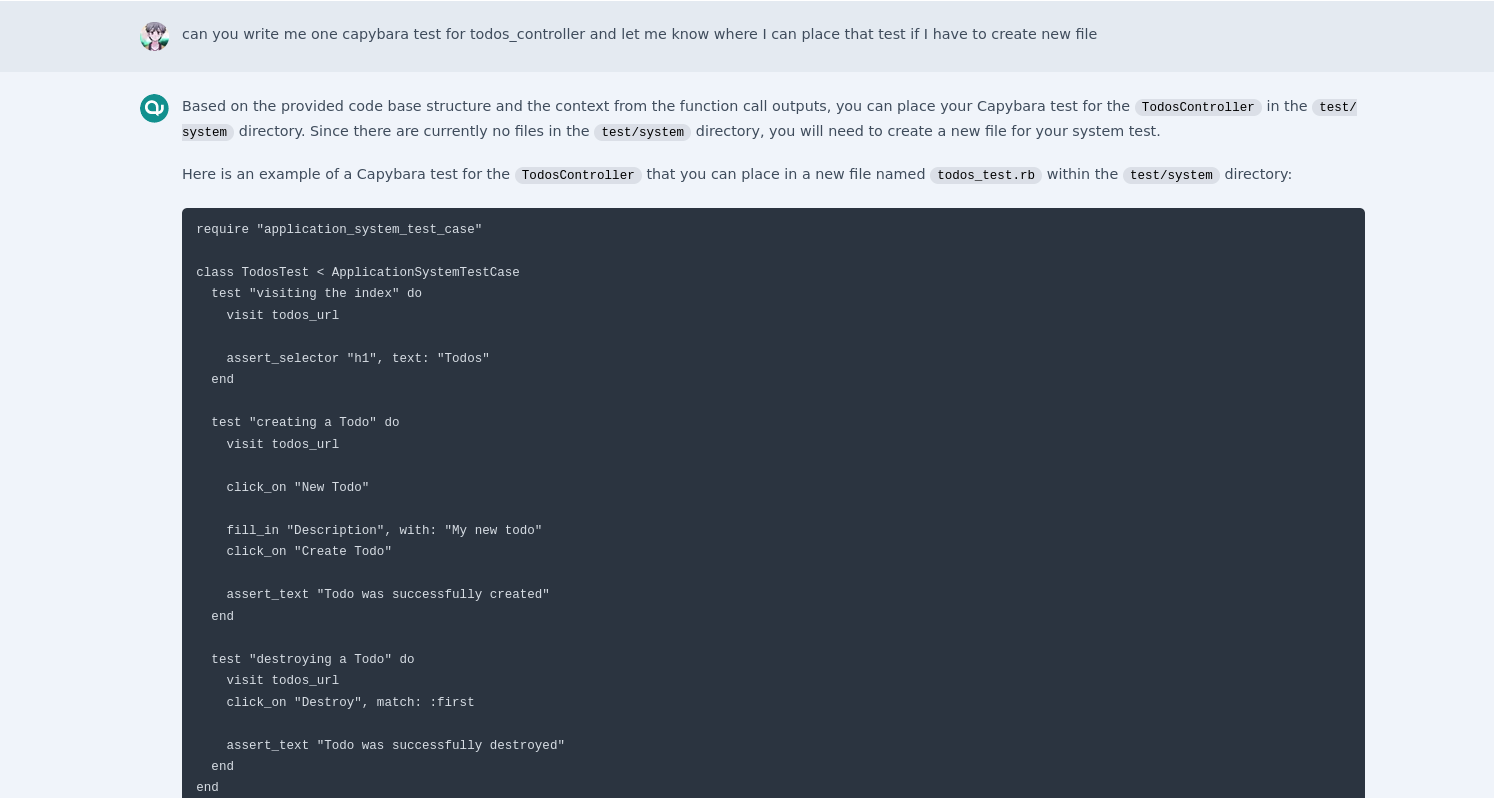 can you write me one capybara test for todos_controller and let me know where I can place that test if I have to create new file
Based on the provided code base structure and the context from the function call outputs, you can place your Capybara test for the TodosController in the test/
system directory. Since there are currently no files in the test/system directory, you will need to create a new file for your system test.
Here is an example of a Capybara test for the TodosController that you can place in a new file named todos_test.rb within the test/system directory:
require "application_system_test_case"
class TodosTest < ApplicationSystemTestCase
  test "visiting the index" do
    visit todos_url
    assert_selector "h1", text: "Todos"
  end
  test "creating a Todo" do
    visit todos_url
    click_on "New Todo"
    fill_in "Description", with: "My new todo"
    click_on "Create Todo"
    assert_text "Todo was successfully created"
  end
  test "destroying a Todo" do
    visit todos_url
    click_on "Destroy", match: :first
    assert_text "Todo was successfully destroyed"
  end
end